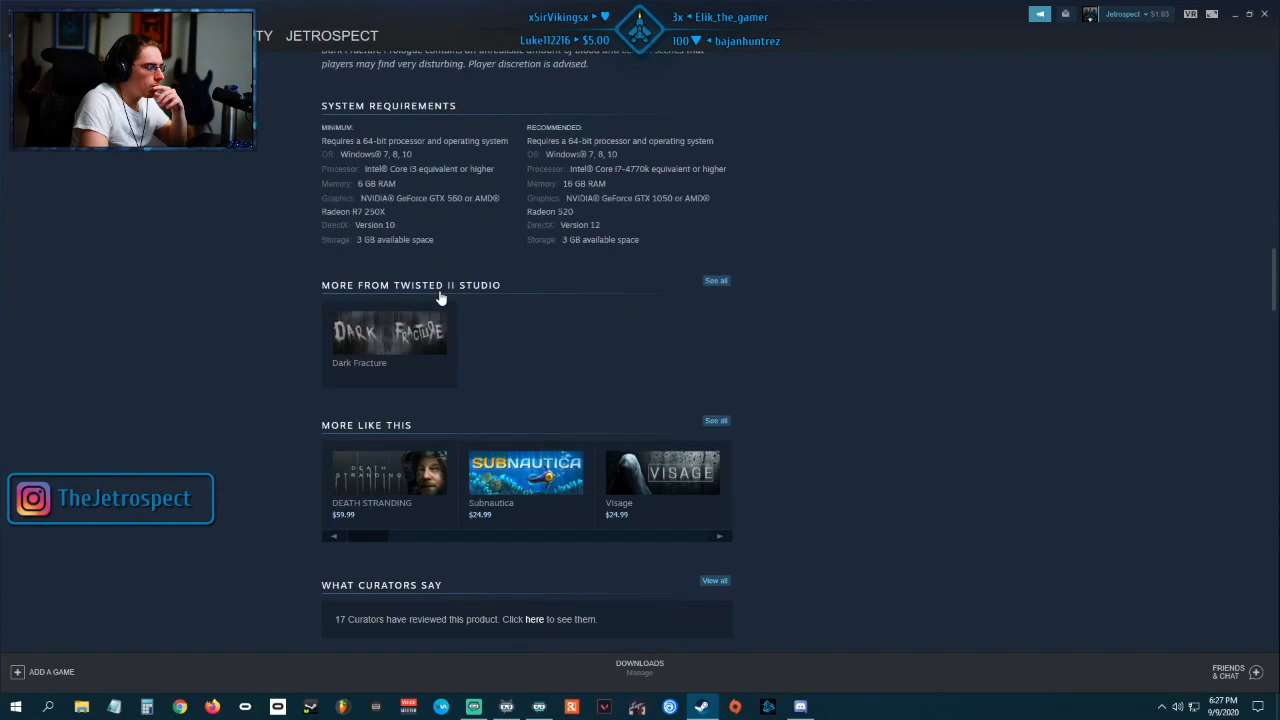 xSirVikingsx ▸ ♥
3x ◂ Elik_the_gamer
Luke112216 ▸ $5.00
100 ▼ ◂ bajanhuntrez
Jetrospect $1.63
VR
TY JETROSPECT
players may find very disturbing. Player discretion is advised.
SYSTEM REQUIREMENTS
MINIMUM:
Requires a 64-bit processor and operating system
OS: Windows® 7, 8, 10
Processor: Intel® Core i3 equivalent or higher
Memory: 6 GB RAM
Graphics: NVIDIA® GeForce GTX 560 or AMD®
Radeon R7 250X
DirectX: Version 10
Storage: 3 GB available space
RECOMMENDED:
Requires a 64-bit processor and operating system
OS: Windows® 7, 8, 10
Processor: Intel® Core i7-4770k equivalent or higher
Memory: 16 GB RAM
Graphics: NVIDIA® GeForce GTX 1050 or AMD®
Radeon 520
DirectX: Version 12
Storage: 3 GB available space
MORE FROM TWISTED II STUDIO
See all
DARK FRACTURE
Dark Fracture
MORE LIKE THIS
See all
DEATH STRANDING
SUBNAUTICA
VISAGE
DEATH STRANDING
Subnautica
Visage
$59.99
$24.99
$24.99
TheJetrospect
WHAT CURATORS SAY
View all
17 Curators have reviewed this product. Click here to see them.
ADD A GAME
DOWNLOADS
Manage
FRIENDS
& CHAT
6:27 PM
9/9/2020